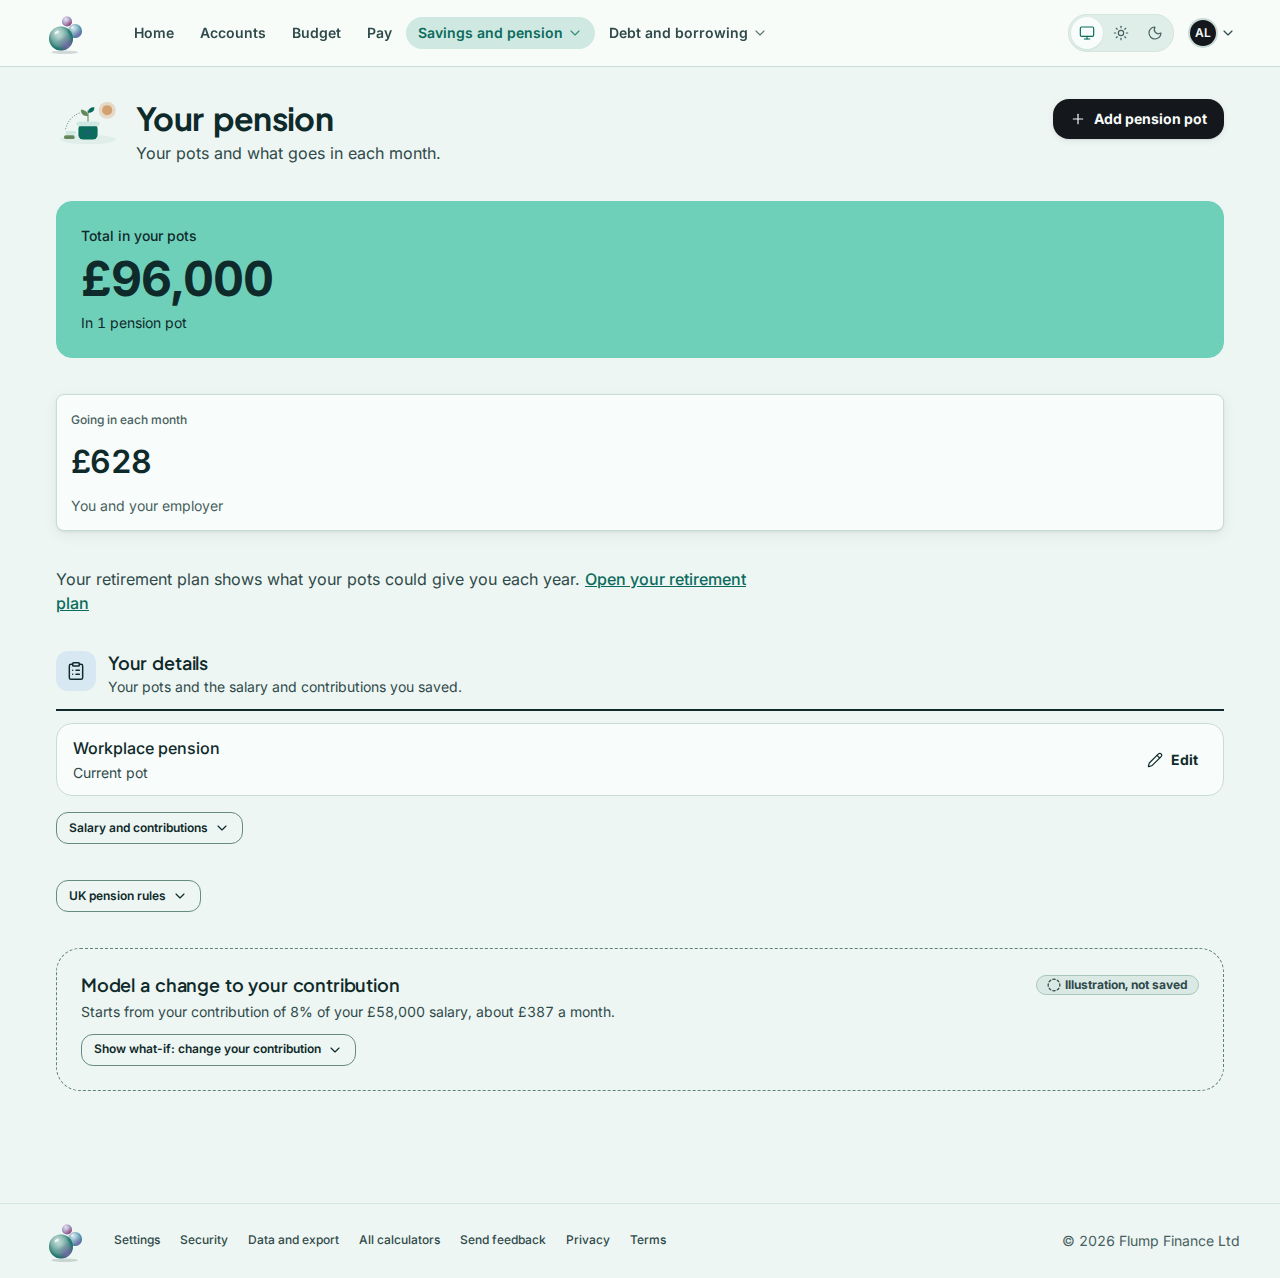 Home Accounts Budget Pay Savings and pension Debt and borrowing AL
Your pension
Your pots and what goes in each month.
+ Add pension pot
Total in your pots
£96,000
In 1 pension pot
Going in each month
£628
You and your employer
Your retirement plan shows what your pots could give you each year. Open your retirement
plan
Your details
Your pots and the salary and contributions you saved.
Workplace pension
Current pot
Edit
Salary and contributions
UK pension rules
Model a change to your contribution
Illustration, not saved
Starts from your contribution of 8% of your £58,000 salary, about £387 a month.
Show what-if: change your contribution
Settings Security Data and export All calculators Send feedback Privacy Terms
© 2026 Flump Finance Ltd